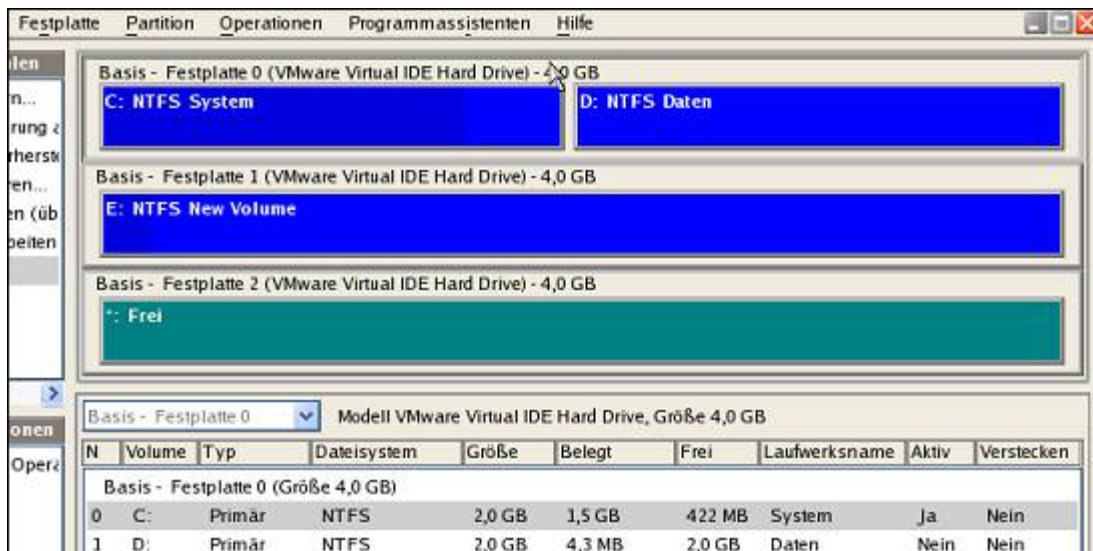 Festplatte Partition Operationen Programmassistenten Hilfe
Basis - Festplatte 0 (VMware Virtual IDE Hard Drive) - 4,0 GB
C: NTFS System D: NTFS Daten
Basis - Festplatte 1 (VMware Virtual IDE Hard Drive) - 4,0 GB
E: NTFS New Volume
Basis - Festplatte 2 (VMware Virtual IDE Hard Drive) - 4,0 GB
*: Frei
Basis - Festplatte 0 Modell VMware Virtual IDE Hard Drive, Größe 4,0 GB
N Volume Typ Dateisystem Größe Belegt Frei Laufwerksname Aktiv Verstecken
Basis - Festplatte 0 (Größe 4,0 GB)
0 C: Primär NTFS 2,0 GB 1,5 GB 422 MB System Ja Nein
1 D: Primär NTFS 2,0 GB 4,3 MB 2,0 GB Daten Nein Nein